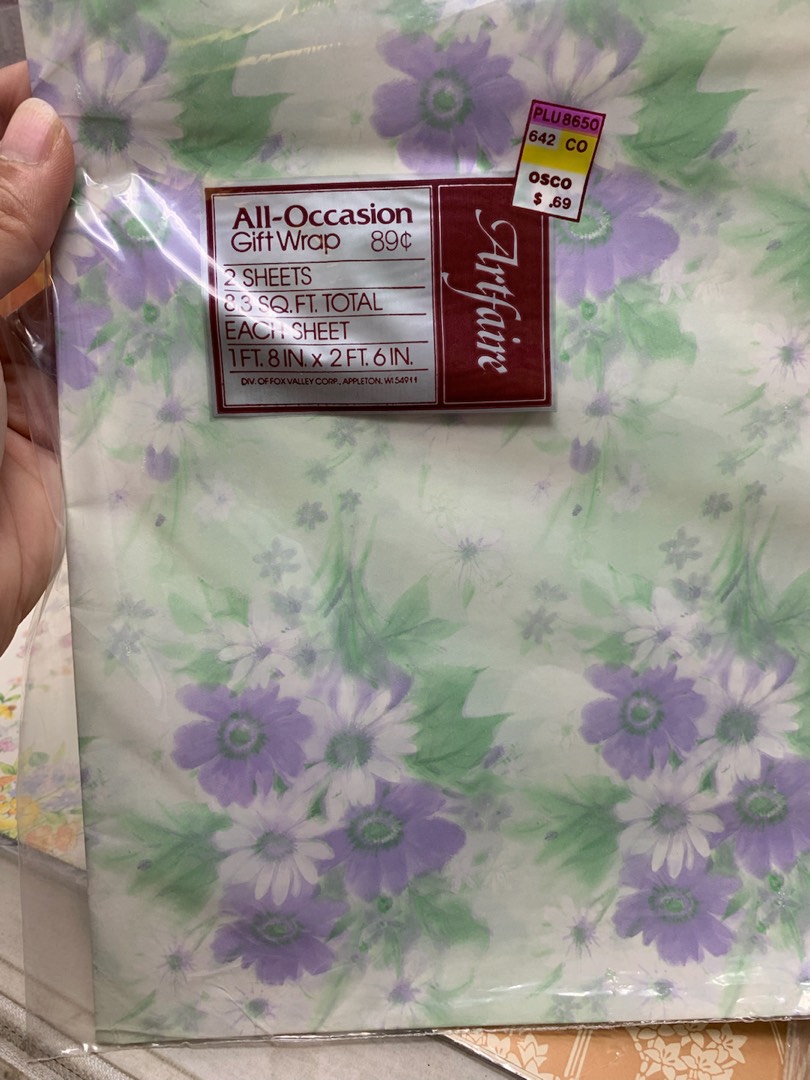 PLU8650
642 CO
OSCO
$ .69
All-Occasion
Gift Wrap 89¢
2 SHEETS
8 3 SQ. FT. TOTAL
EACH SHEET
1 FT. 8 IN. x 2 FT. 6 IN.
DIV. OF FOX VALLEY CORP., APPLETON, WI 54911
Artfaire